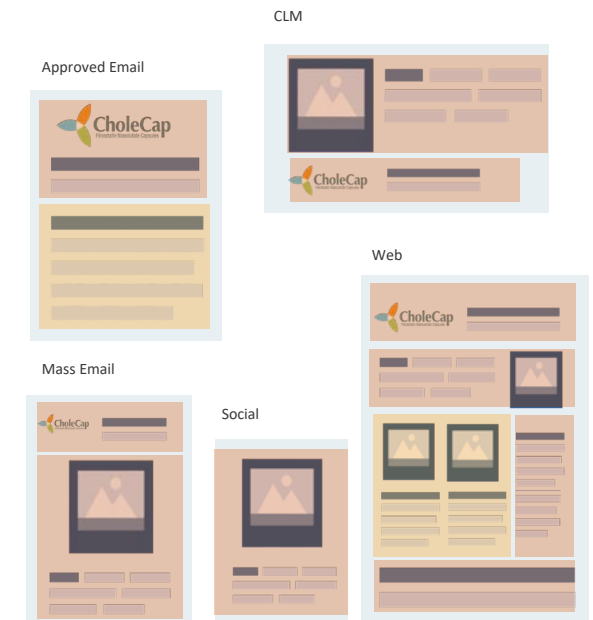 CLM
Approved Email
CholeCap
CholeCap
Web
CholeCap
Mass Email
CholeCap
Social